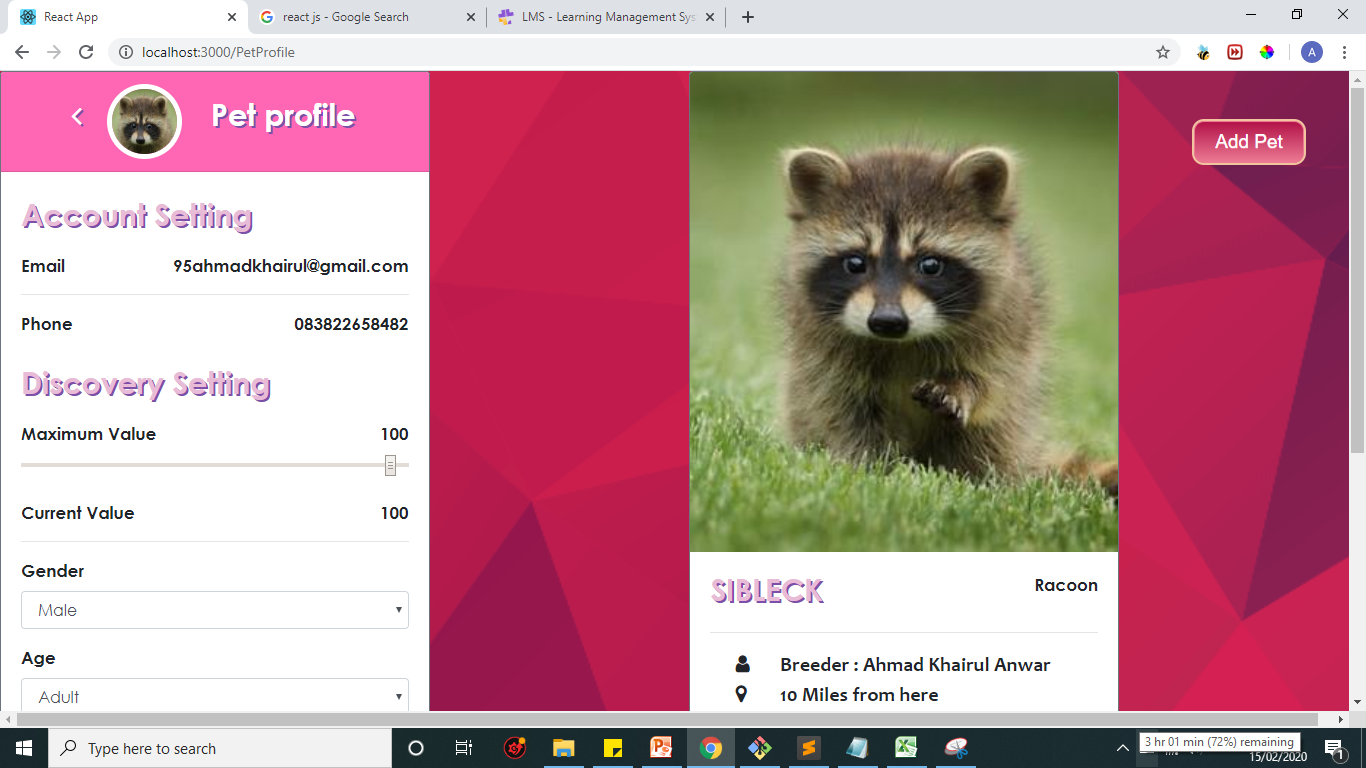 React App
react js - Google Search
LMS - Learning Management Sys
localhost:3000/PetProfile
A
Pet profile
Add Pet
Account Setting
Email 95ahmadkhairul@gmail.com
Phone 083822658482
Discovery Setting
Maximum Value 100
Current Value 100
Gender
Male
Age
Adult
SIBLECK Racoon
Breeder : Ahmad Khairul Anwar
10 Miles from here
Type here to search
3 hr 01 min (72%) remaining
15/02/2020
1